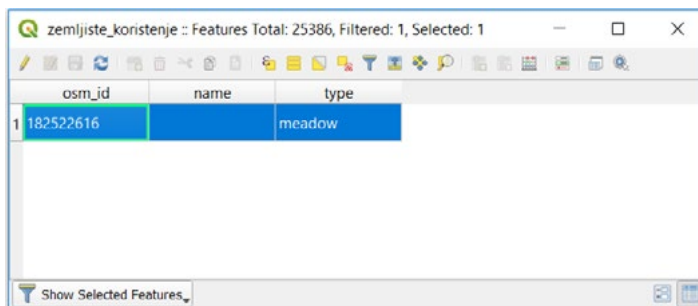 zemljiste_koristenje :: Features Total: 25386, Filtered: 1, Selected: 1
osm_id name type
1 182522616 meadow
Show Selected Features